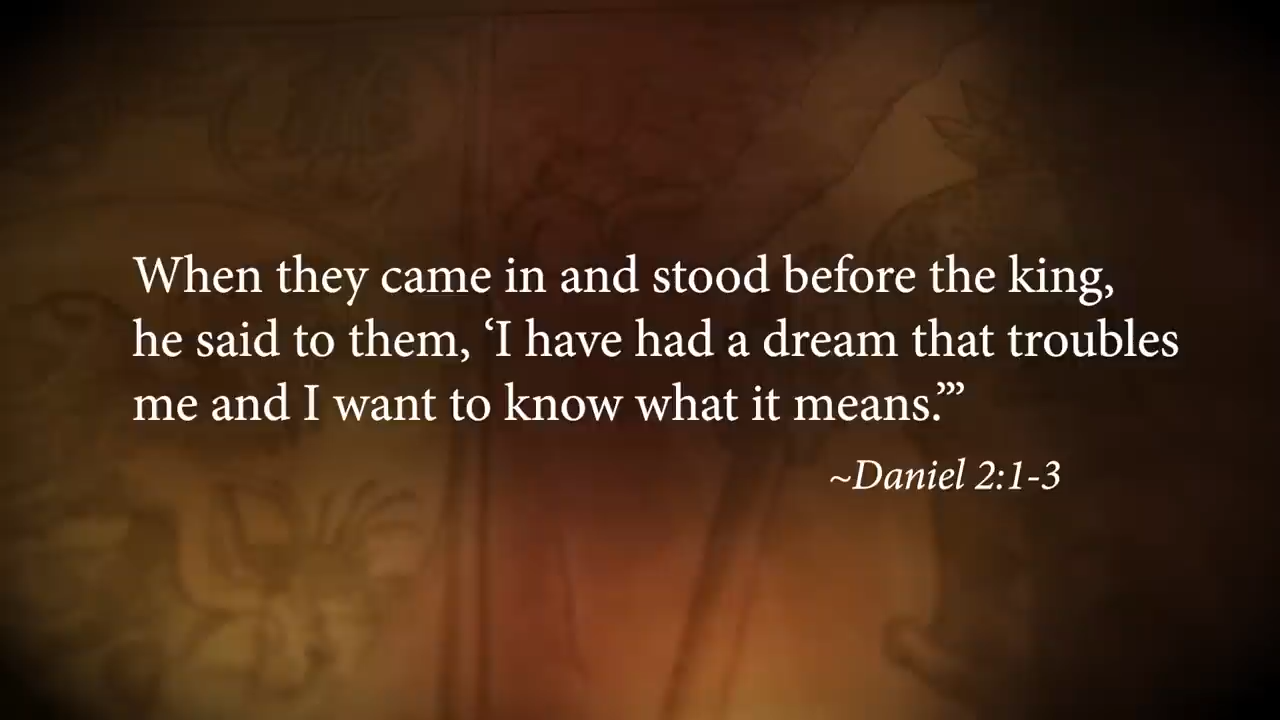 When they came in and stood before the king,
he said to them, ‘I have had a dream that troubles
me and I want to know what it means.’”
~Daniel 2:1-3